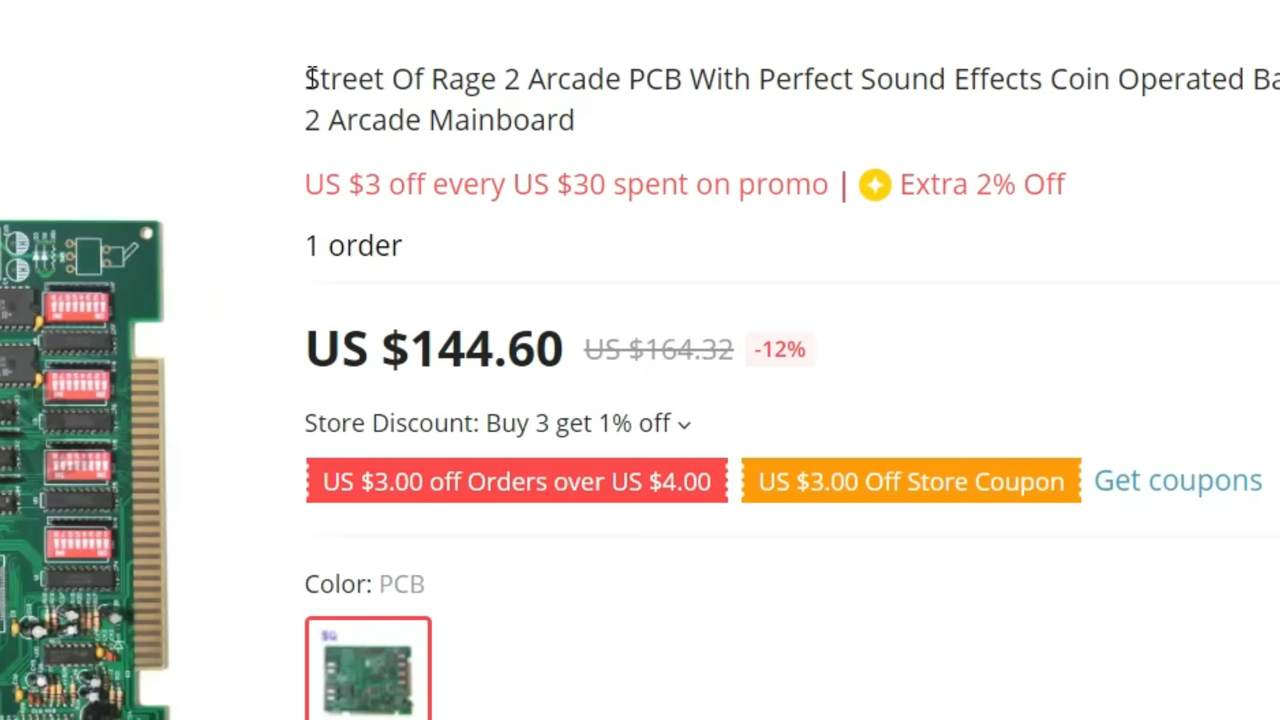 Street Of Rage 2 Arcade PCB With Perfect Sound Effects Coin Operated
2 Arcade Mainboard
US $3 off every US $30 spent on promo | Extra 2% Off
1 order
US $144.60 US $164.32 -12%
Store Discount: Buy 3 get 1% off
US $3.00 off Orders over US $4.00 US $3.00 Off Store Coupon Get coupons
Color: PCB